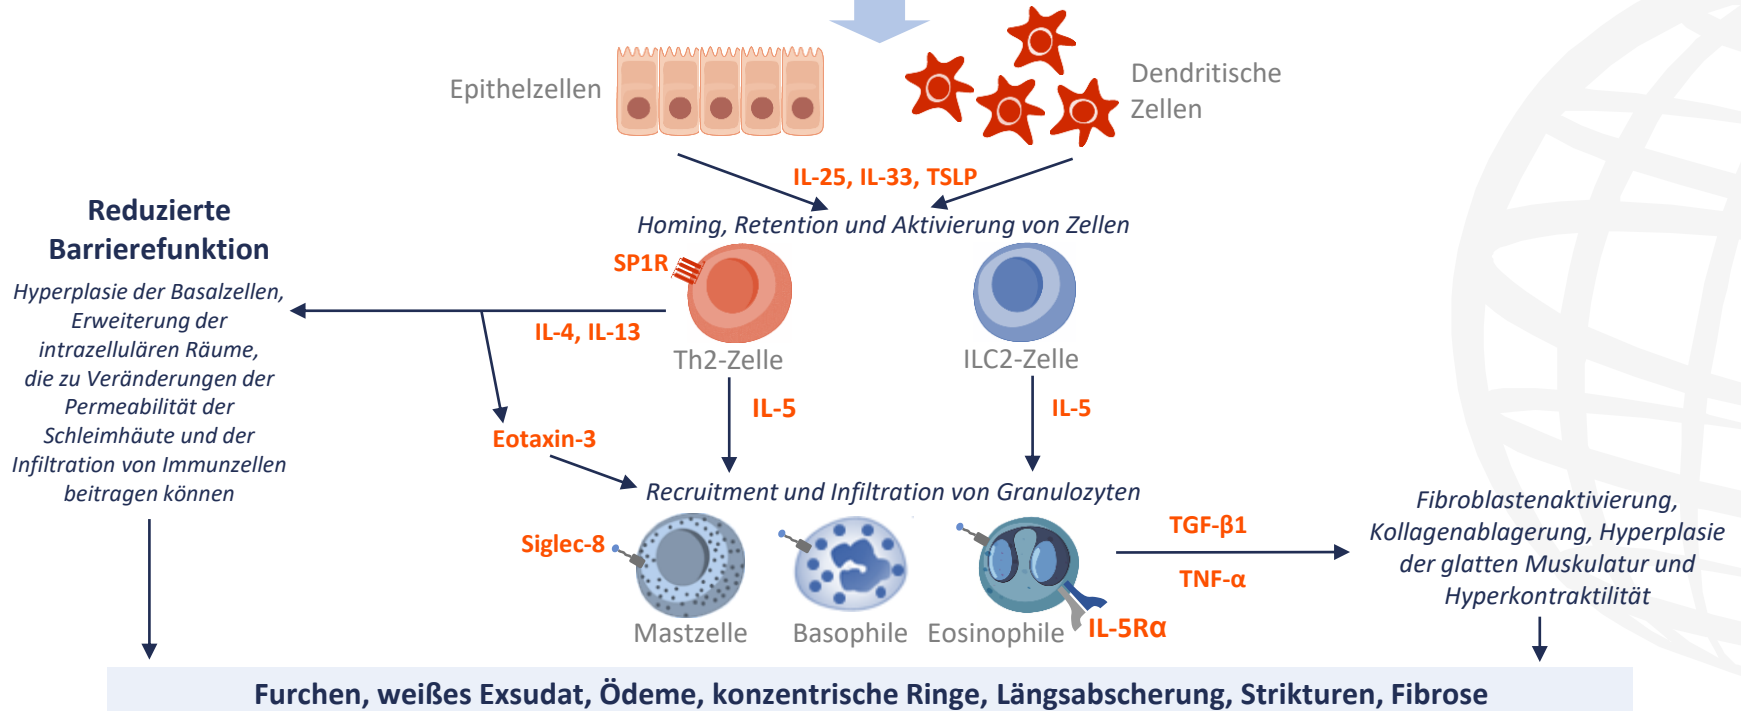 Epithelzellen
Dendritische
Zellen
IL-25, IL-33, TSLP
Homing, Retention und Aktivierung von Zellen
Reduzierte
Barrierefunktion
Hyperplasie der Basalzellen,
Erweiterung der
intrazellulären Räume,
die zu Veränderungen der
Permeabilität der
Schleimhäute und der
Infiltration von Immunzellen
beitragen können
SP1R
IL-4, IL-13
Th2-Zelle
ILC2-Zelle
IL-5
IL-5
Eotaxin-3
Recruitment und Infiltration von Granulozyten
Siglec-8
Mastzelle
Basophile
Eosinophile
IL-5Rα
TGF-β1
TNF-α
Fibroblastenaktivierung,
Kollagenablagerung, Hyperplasie
der glatten Muskulatur und
Hyperkontraktilität
Furchen, weißes Exsudat, Ödeme, konzentrische Ringe, Längsabscherung, Strikturen, Fibrose